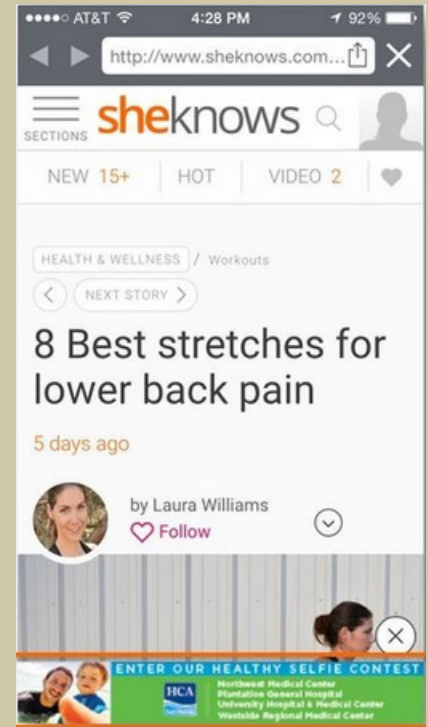 AT&T 4:28 PM 92%
http://www.sheknows.com...
SECTIONS sheknows
NEW 15+ HOT VIDEO 2
HEALTH & WELLNESS / Workouts
NEXT STORY
8 Best stretches for
lower back pain
5 days ago
by Laura Williams
Follow
ENTER OUR HEALTHY SELFIE CONTEST
HCA
Northwest Medical Center
Plantation General Hospital
University Hospital & Medical Center
Westside Regional Medical Center